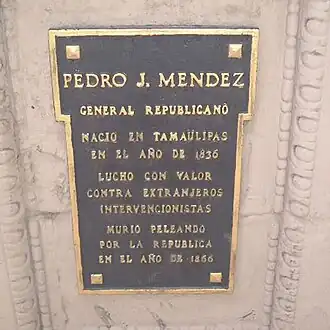 PEDRO J. MENDEZ
GENERAL REPUBLICANO
NACIO EN TAMAULIPAS
EN EL AÑO DE 1836
LUCHO CON VALOR
CONTRA EXTRANJEROS
INTERVENCIONISTAS
MURIO PELEANDO
POR LA REPUBLICA
EN EL AÑO DE 1866